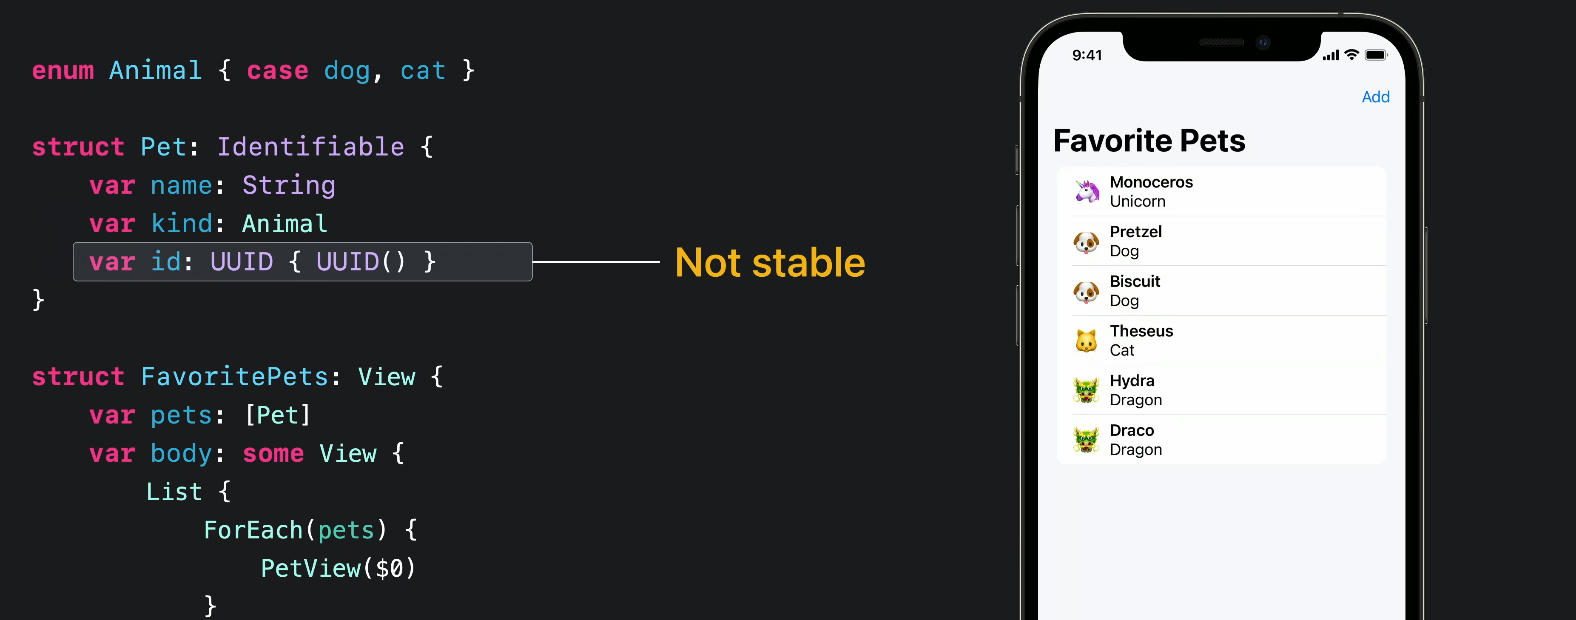 enum Animal { case dog, cat }
struct Pet: Identifiable {
var name: String
var kind: Animal
var id: UUID { UUID() }
}
Not stable
struct FavoritePets: View {
var pets: [Pet]
var body: some View {
List {
ForEach(pets) {
PetView($0)
}
9:41
Add
Favorite Pets
Monoceros
Unicorn
Pretzel
Dog
Biscuit
Dog
Theseus
Cat
Hydra
Dragon
Draco
Dragon